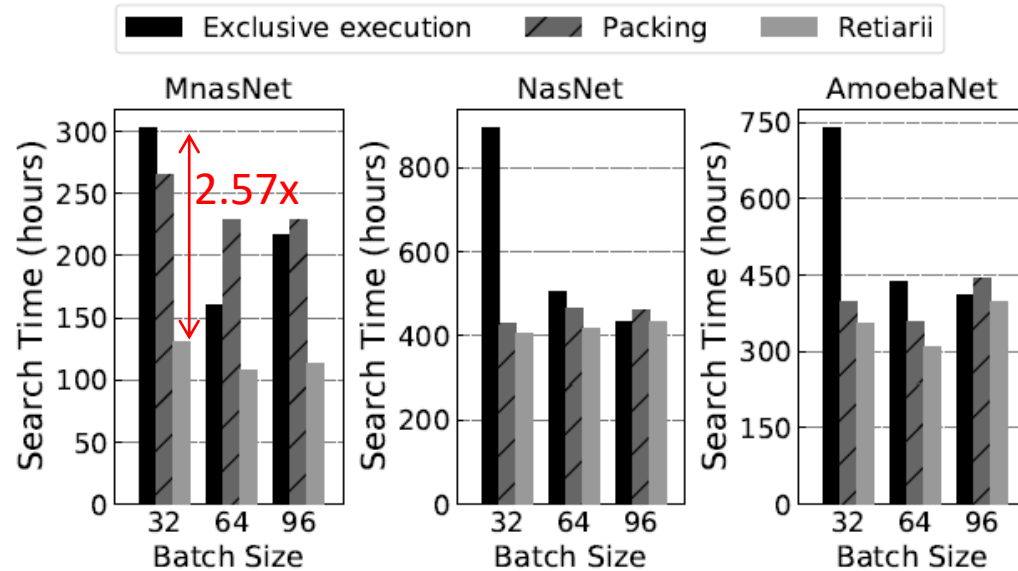 Exclusive execution Packing Retiarii
MnasNet
Search Time (hours)
300
250
200
150
100
50
0
2.57x
32 64 96
Batch Size
NasNet
Search Time (hours)
800
600
400
200
0
32 64 96
Batch Size
AmoebaNet
Search Time (hours)
750
600
450
300
150
0
32 64 96
Batch Size